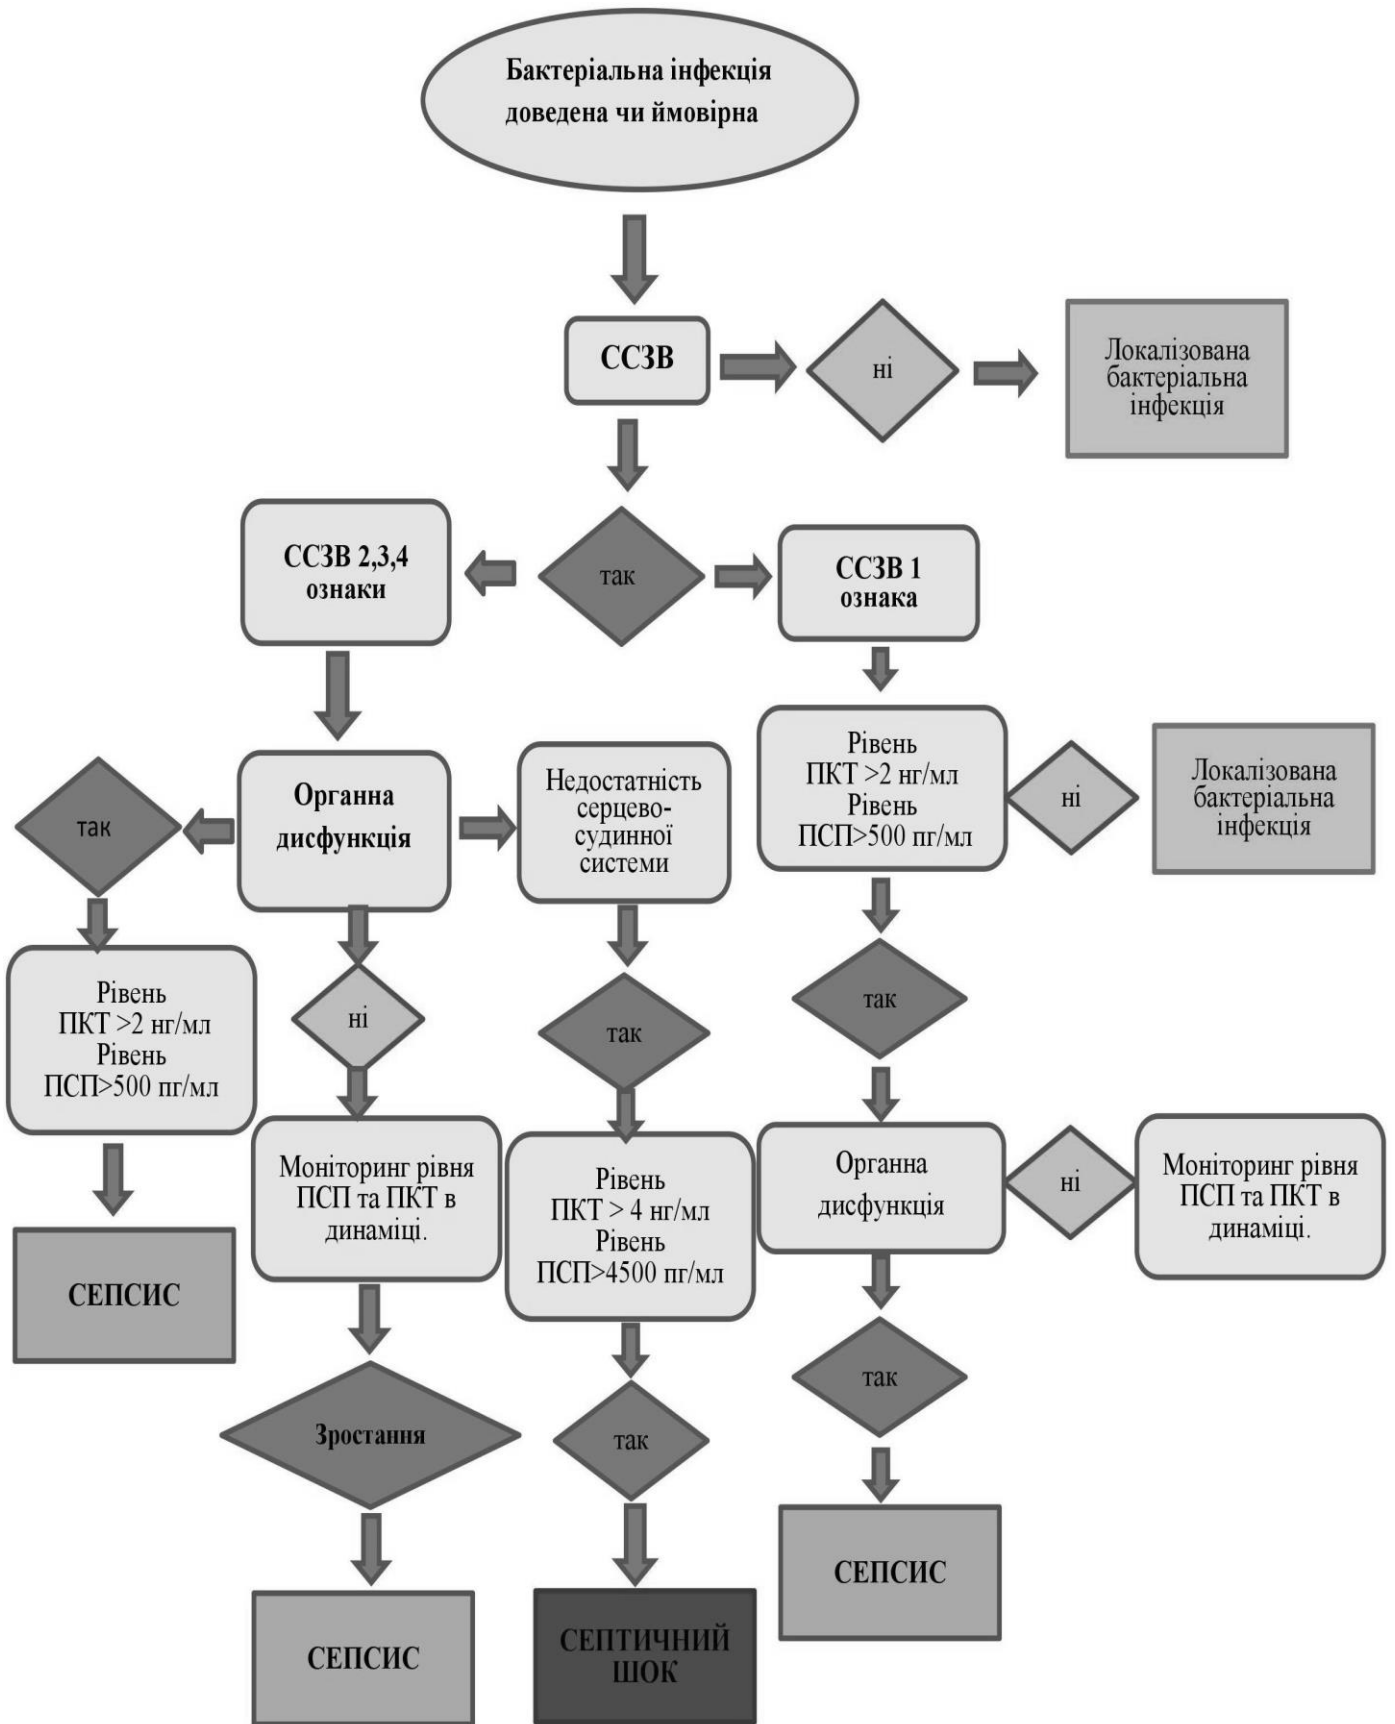 Бактеріальна інфекція
доведена чи ймовірна
ССЗВ
ні
Локалізована
бактеріальна
інфекція
ССЗВ 2,3,4
ознаки
так
ССЗВ 1
ознака
так
Органна
дисфункція
Недостатність
серцево-
судинної
системи
Рівень
ПКТ >2 нг/мл
Рівень
ПСП>500 пг/мл
ні
Локалізована
бактеріальна
інфекція
Рівень
ПКТ >2 нг/мл
Рівень
ПСП>500 пг/мл
ні
так
так
Моніторинг рівня
ПСП та ПКТ в
динаміці.
Рівень
ПКТ > 4 нг/мл
Рівень
ПСП>4500 пг/мл
Органна
дисфункція
ні
Моніторинг рівня
ПСП та ПКТ в
динаміці.
СЕПСИС
Зростання
так
так
СЕПСИС
СЕПТИЧНИЙ
ШОК
СЕПСИС